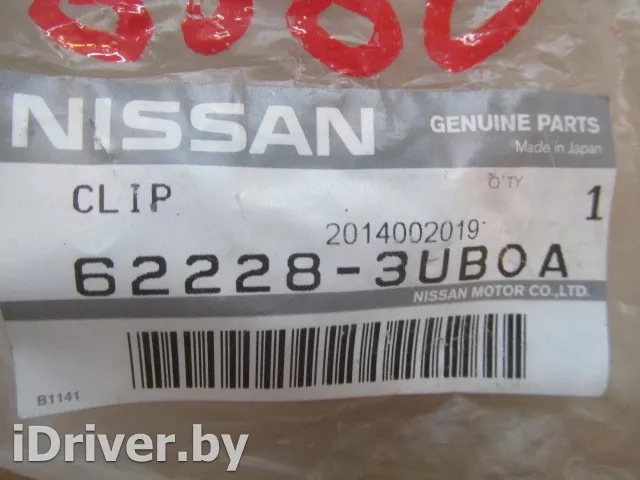 NISSAN
GENUINE PARTS
Made in Japan
CLIP
Q'TY
1
2014002019
62228-3UB0A
NISSAN MOTOR CO.,LTD.
B1141
iDriver.by